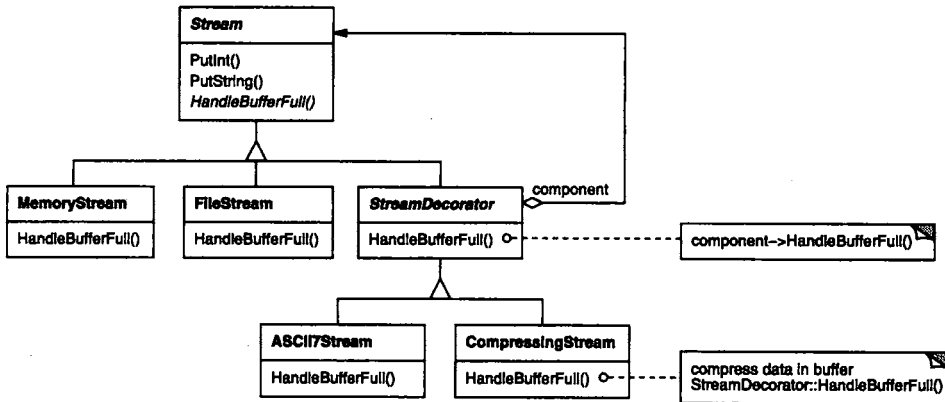 Stream
PutInt()
PutString()
HandleBufferFull()
component
MemoryStream
HandleBufferFull()
FileStream
HandleBufferFull()
StreamDecorator
HandleBufferFull()
component->HandleBufferFull()
ASCII7Stream
HandleBufferFull()
CompressingStream
HandleBufferFull()
compress data in buffer
StreamDecorator::HandleBufferFull()